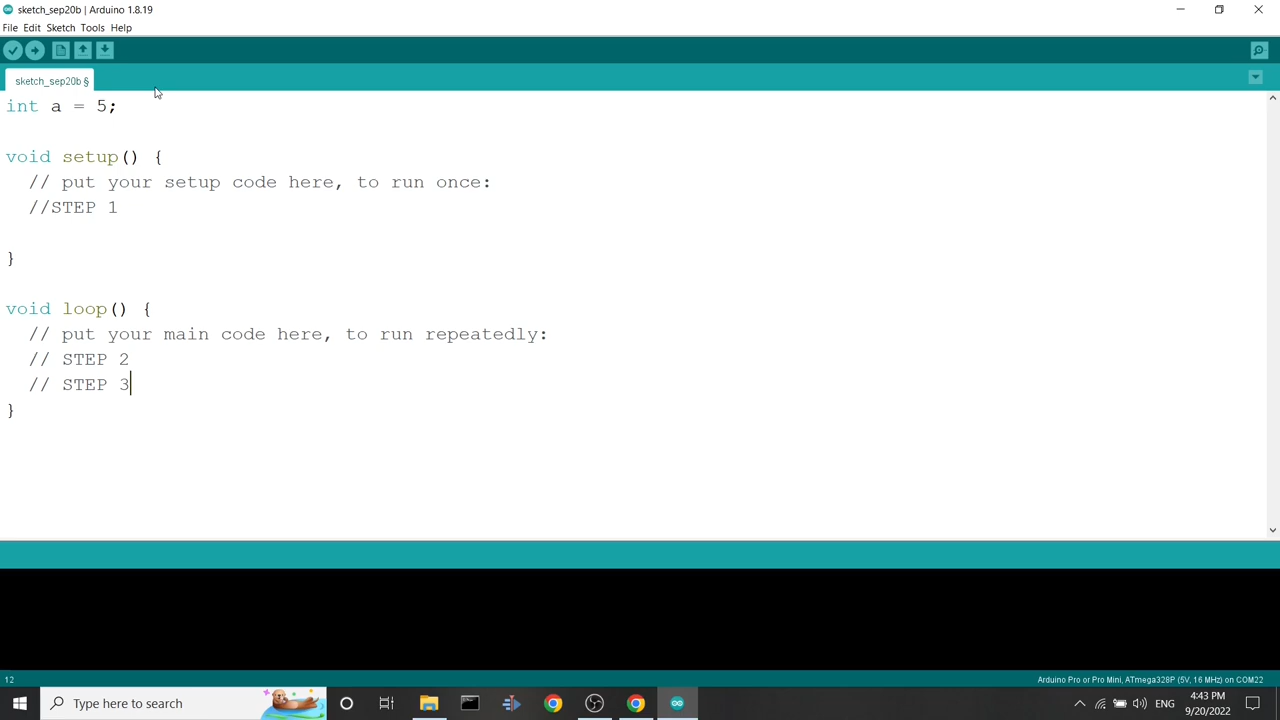 sketch_sep20b | Arduino 1.8.19
File Edit Sketch Tools Help
sketch_sep20b §
int a = 5;
void setup() {
// put your setup code here, to run once:
//STEP 1
}
void loop() {
// put your main code here, to run repeatedly:
// STEP 2
// STEP 3
}
12
Arduino Pro or Pro Mini, ATmega328P (5V, 16 MHz) on COM22
Type here to search
ENG
4:43 PM
9/20/2022